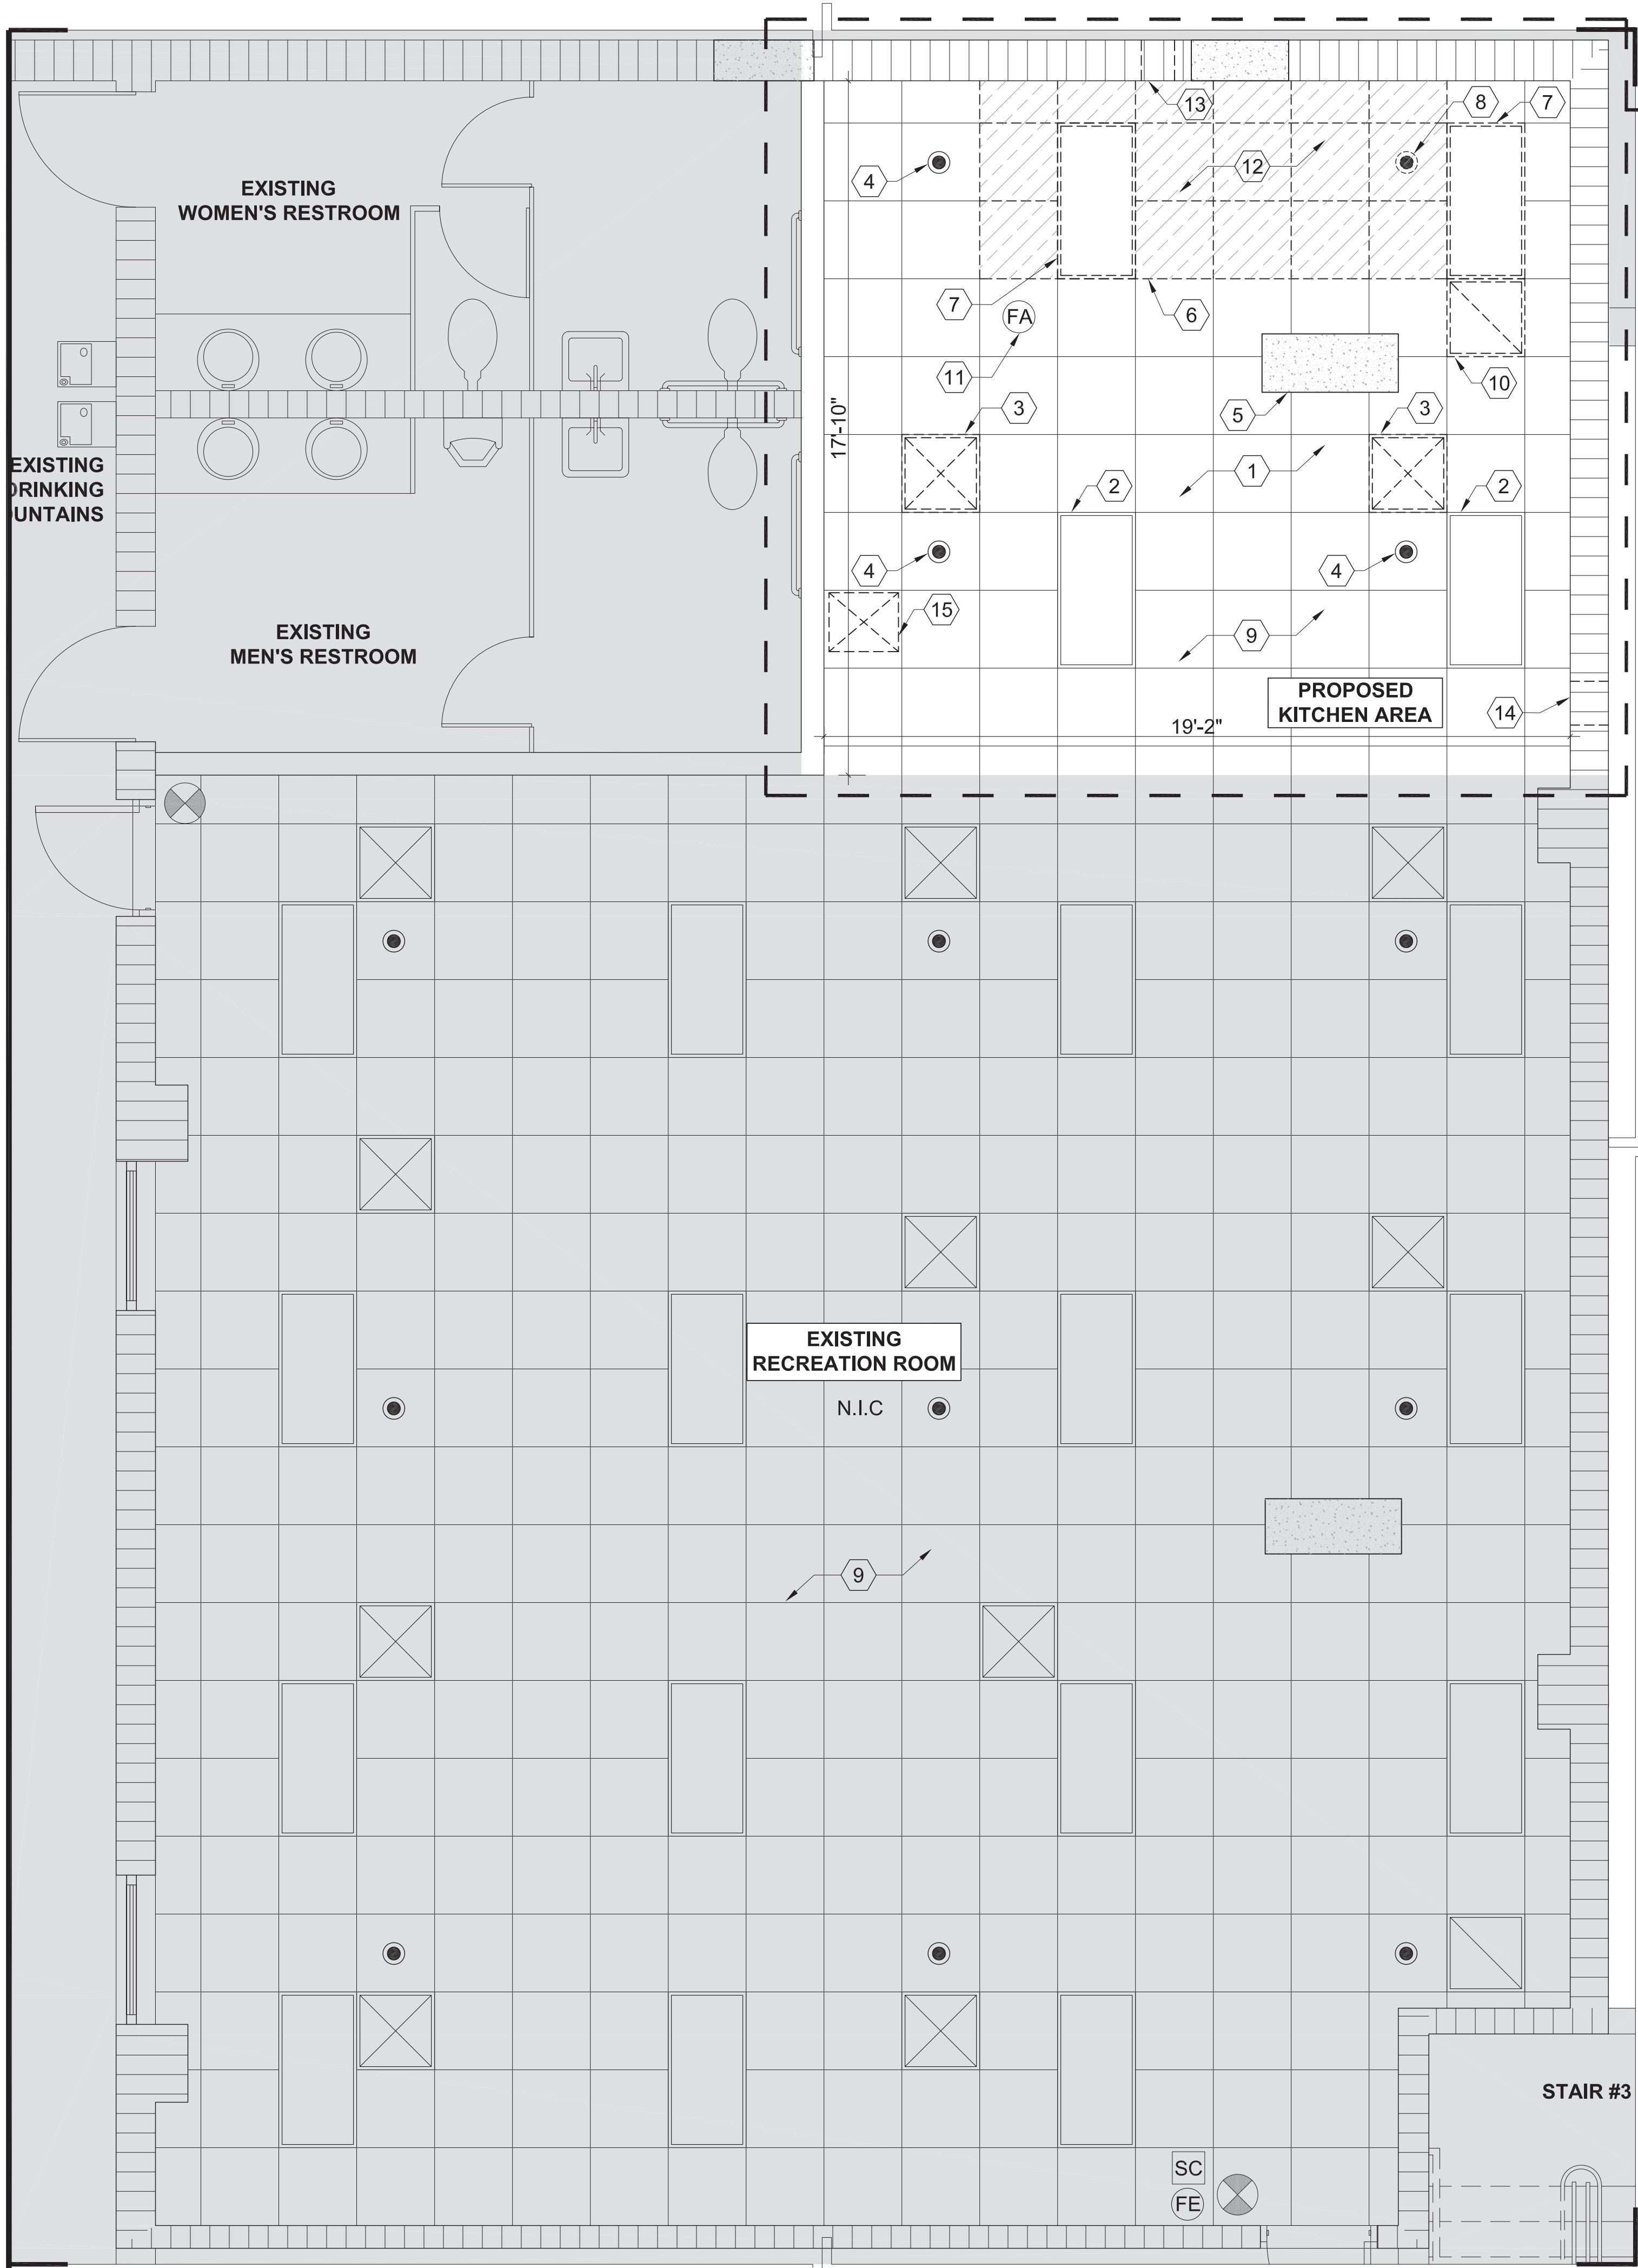 13
8
7
4
12
EXISTING
WOMEN'S RESTROOM
7
FA
6
11
10
3
5
3
17'-10"
EXISTING
DRINKING
UNTAINS
1
2
2
4
4
15
9
EXISTING
MEN'S RESTROOM
PROPOSED
KITCHEN AREA
14
19'-2"
EXISTING
RECREATION ROOM
N.I.C
9
STAIR #3
SC
FE